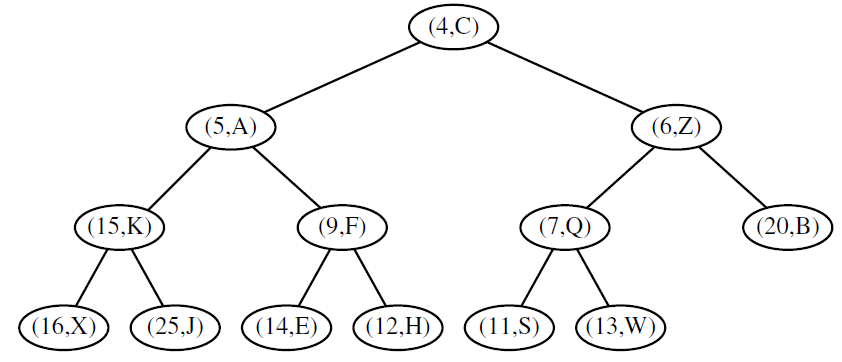 (4,C)
(5,A) (6,Z)
(15,K) (9,F) (7,Q) (20,B)
(16,X) (25,J) (14,E) (12,H) (11,S) (13,W)